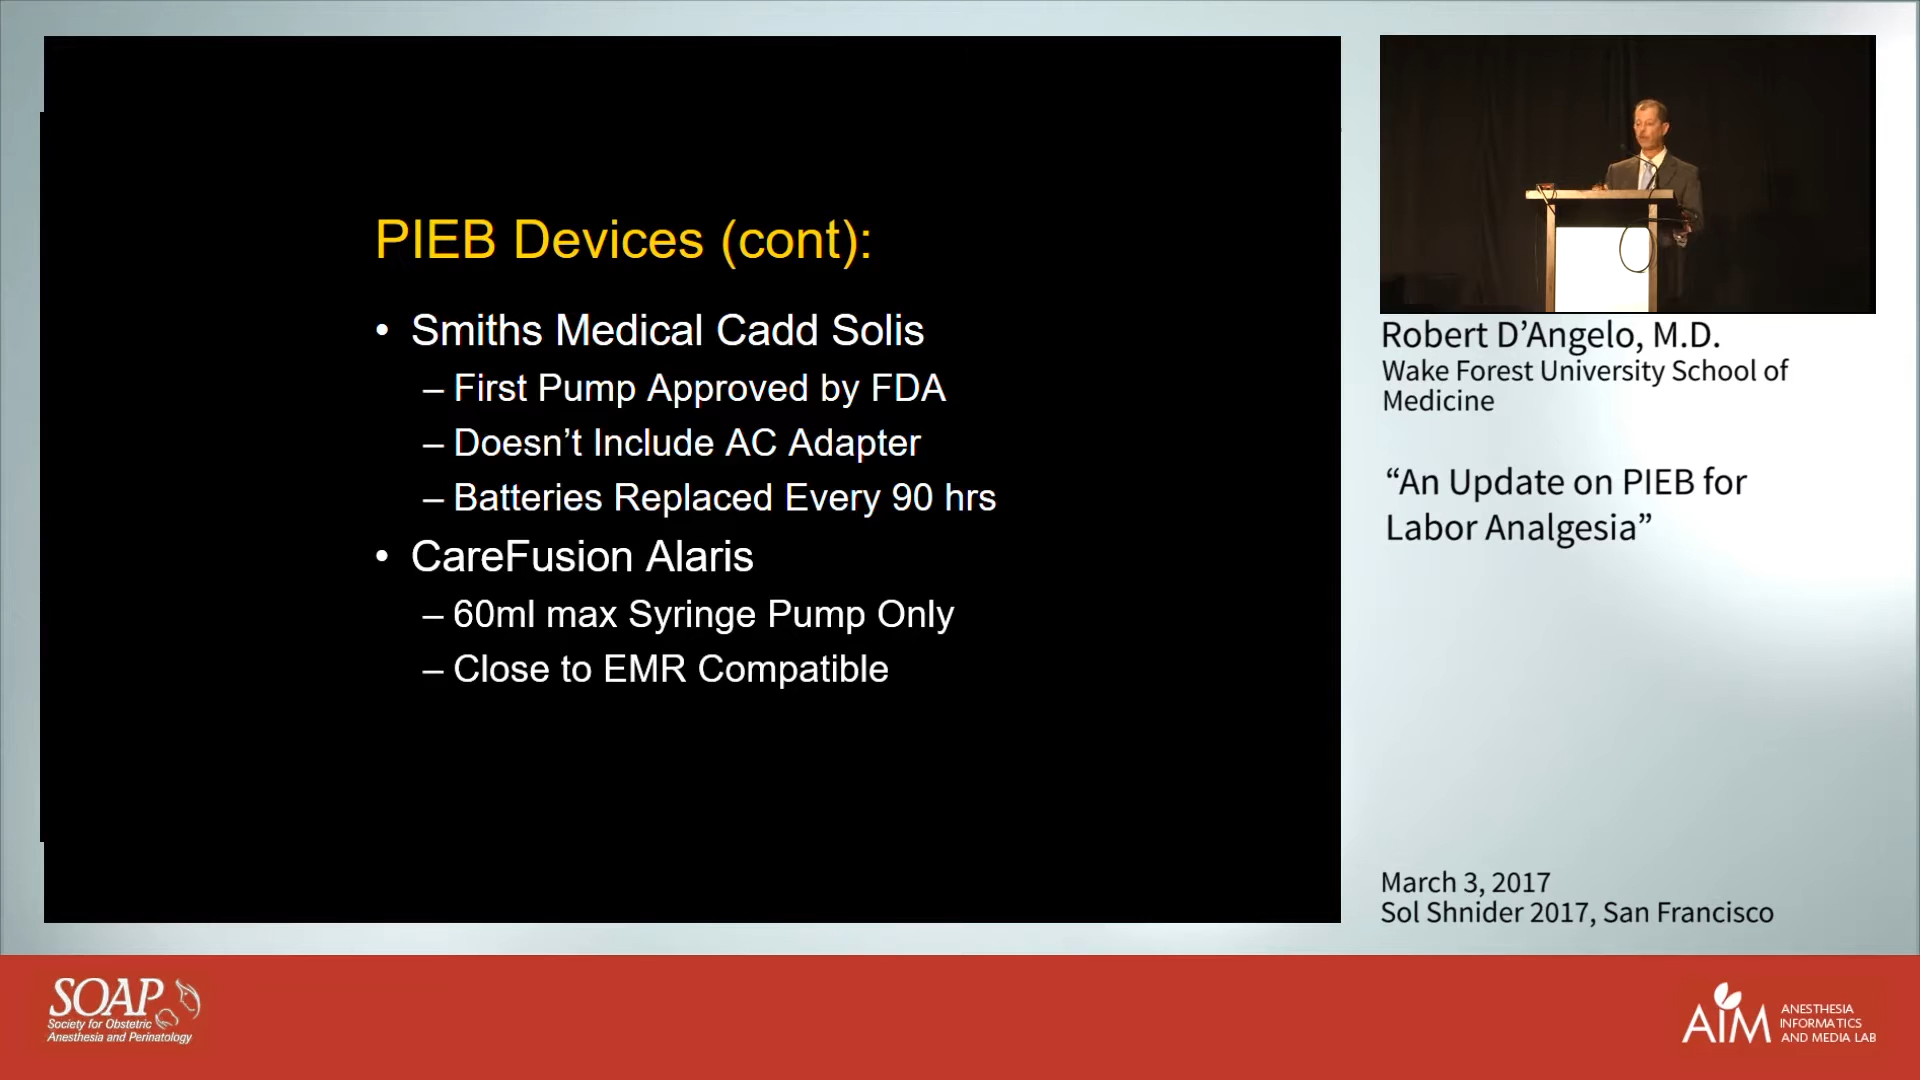 PIEB Devices (cont):
• Smiths Medical Cadd Solis
– First Pump Approved by FDA
– Doesn’t Include AC Adapter
– Batteries Replaced Every 90 hrs
• CareFusion Alaris
– 60ml max Syringe Pump Only
– Close to EMR Compatible
Robert D’Angelo, M.D.
Wake Forest University School of
Medicine
“An Update on PIEB for
Labor Analgesia”
March 3, 2017
Sol Shnider 2017, San Francisco
SOAP
Society for Obstetric
Anesthesia and Perinatology
AIM
ANESTHESIA
INFORMATICS
AND MEDIA LAB